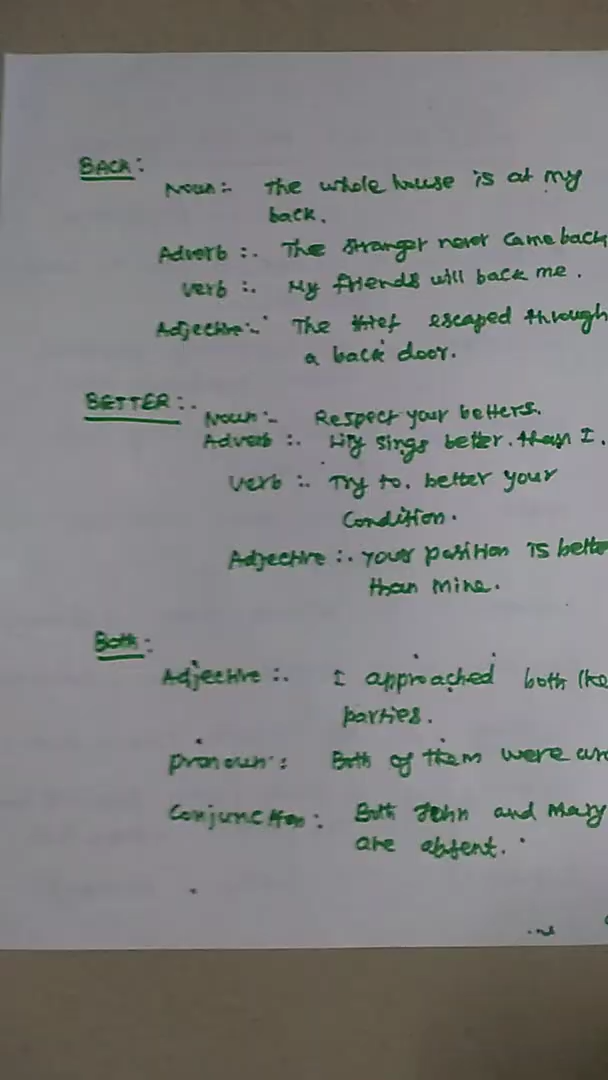 BACK:
Noun:- The whole house is at my
back.
Adverb :. The stranger never came back
verb :. My friends will back me.
Adjective:- The thief escaped through
a back door.
BETTER:.
Noun:- Respect your betters.
Adverb :. sings better than I.
verb :. Try to better your
Condition.
Adjective :. Your position is better
than mine.
Both:
Adjective :. I approached both the
parties.
pronoun: Both of them were
Conjunction: Both John and Mary
are absent.